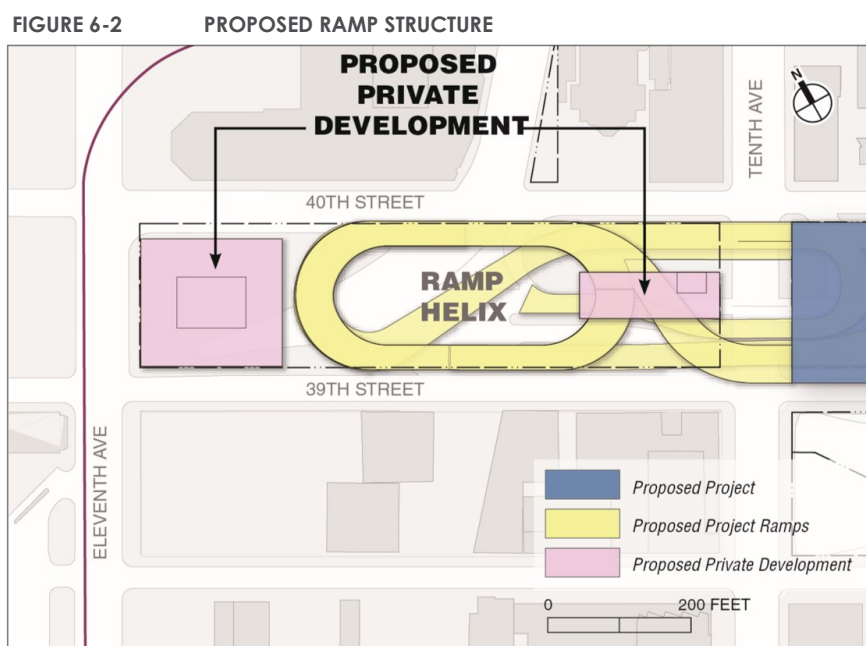 FIGURE 6-2 PROPOSED RAMP STRUCTURE
PROPOSED
PRIVATE
DEVELOPMENT
N
TENTH AVE
40TH STREET
RAMP
HELIX
39TH STREET
ELEVENTH AVE
Proposed Project
Proposed Project Ramps
Proposed Private Development
0 200 FEET